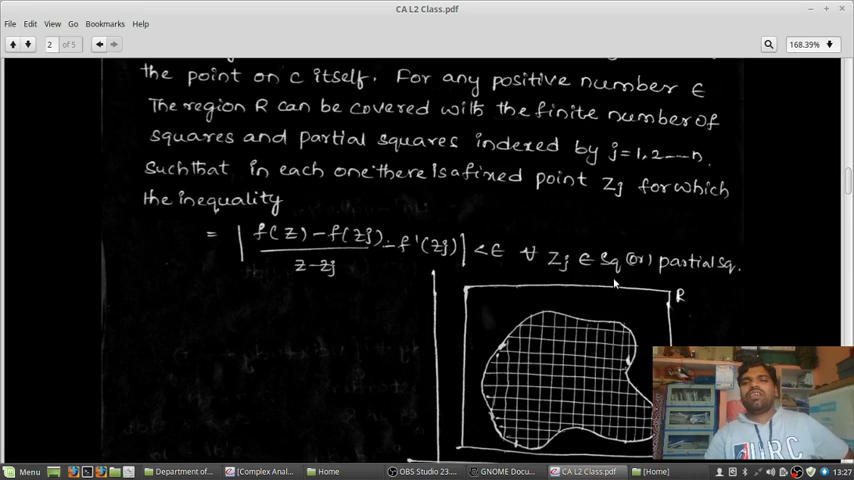 CA L2 Class.pdf
File Edit View Go Bookmarks Help
2 of 5
168.39%
the point on c itself. For any positive number ϵ
The region R can be covered with the finite number of
squares and partial squares indexed by j=1,2---n.
such that in each one there is a fixed point Zj for which
the inequality
= | f(z) - f(zj) / z-zj - f'(zj) | < ϵ ∀ Zj ∈ Sq (or) partial sq.
R
URC
Menu
Department of...
[Complex Anal...
Home
OBS Studio 23....
GNOME Docu...
CA L2 Class.pdf
[Home]
13:27